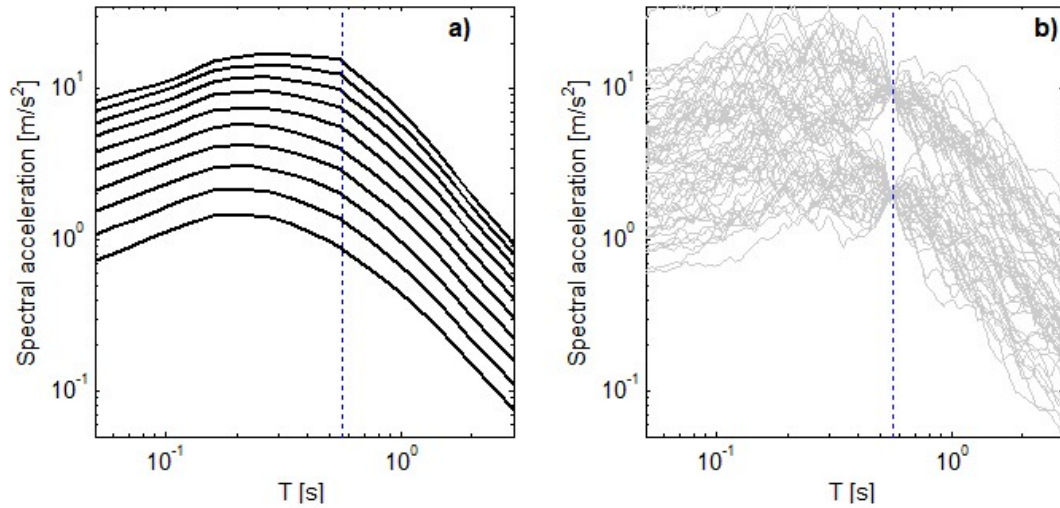 a)
Spectral acceleration [m/s²]
10¹
10⁰
10⁻¹
10⁻¹
10⁰
T [s]
b)
Spectral acceleration [m/s²]
10¹
10⁰
10⁻¹
10⁻¹
10⁰
T [s]